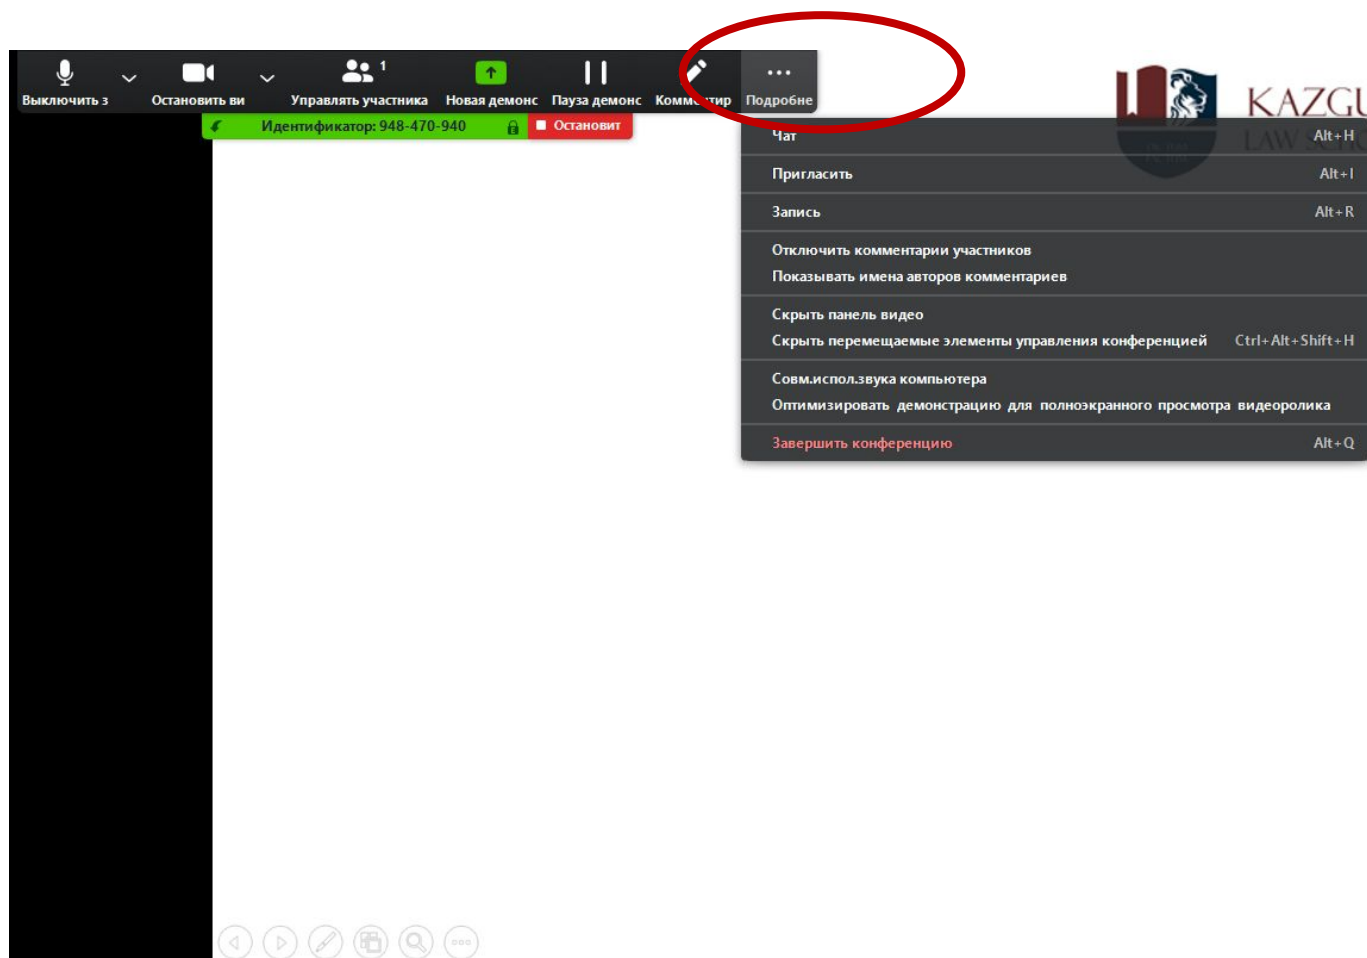 1
Выключить з Остановить ви Управлять участника Новая демонс Пауза демонс Комментир Подробне
Идентификатор: 948-470-940 Остановит
KAZGU
LAW
Чат Alt+H
Пригласить Alt+I
Запись Alt+R
Отключить комментарии участников
Показывать имена авторов комментариев
Скрыть панель видео
Скрыть перемещаемые элементы управления конференцией Ctrl+Alt+Shift+H
Совм.испол.звука компьютера
Оптимизировать демонстрацию для полноэкранного просмотра видеоролика
Завершить конференцию Alt+Q